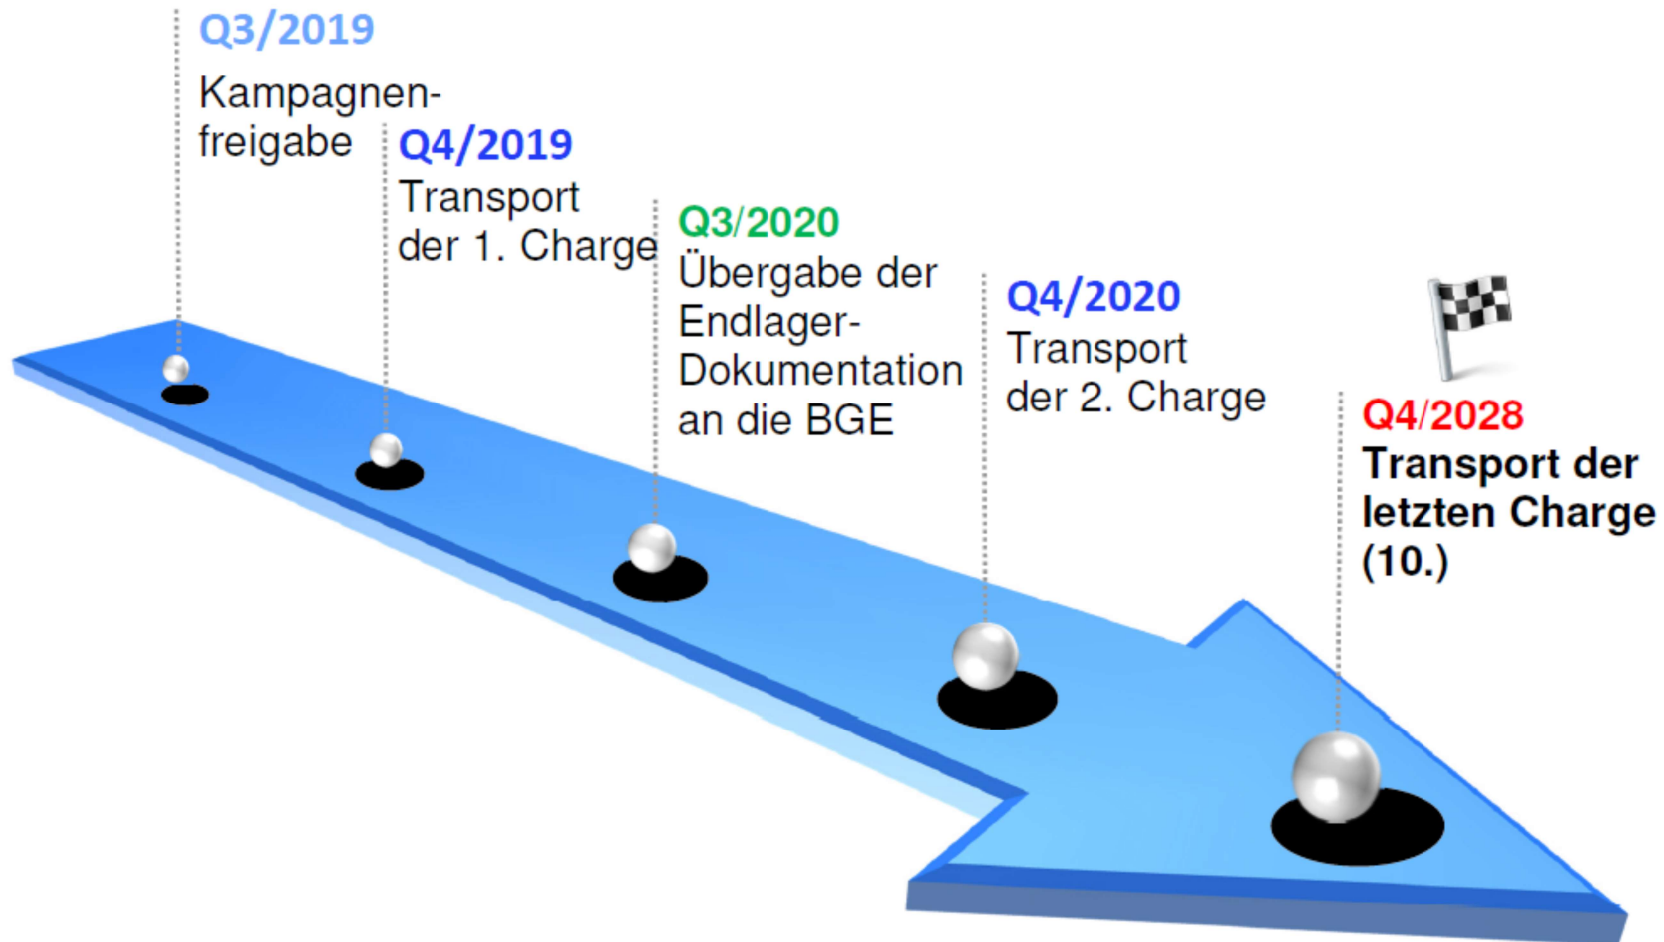 Q3/2019
Kampagnen-
freigabe
Q4/2019
Transport
der 1. Charge
Q3/2020
Übergabe der
Endlager-
Dokumentation
an die BGE
Q4/2020
Transport
der 2. Charge
Q4/2028
Transport der
letzten Charge
(10.)